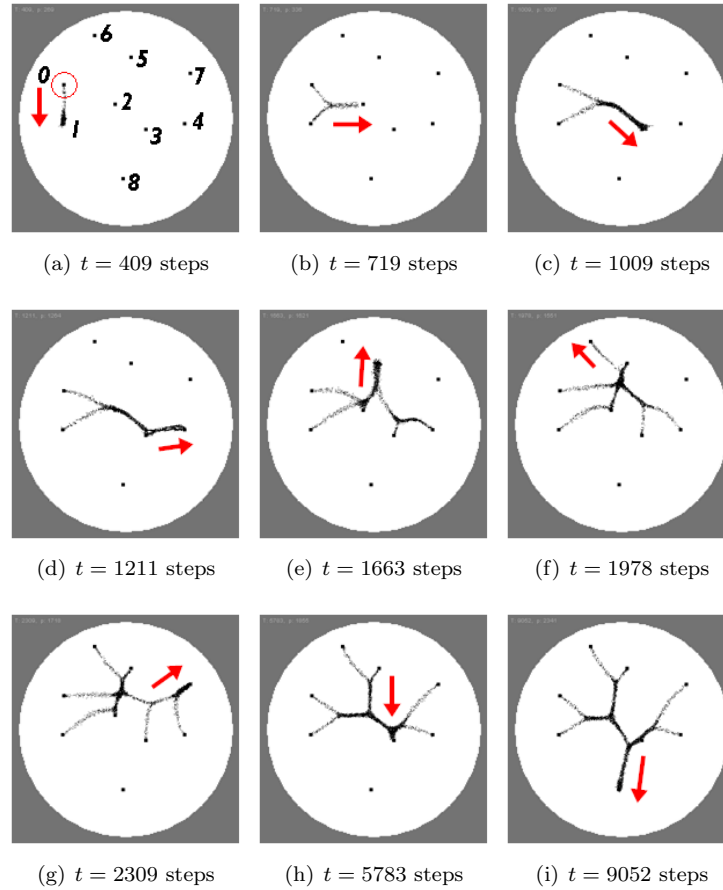 6
5
0
7
2
4
1
3
8
(a) t = 409 steps
(b) t = 719 steps
(c) t = 1009 steps
(d) t = 1211 steps
(e) t = 1663 steps
(f) t = 1978 steps
(g) t = 2309 steps
(h) t = 5783 steps
(i) t = 9052 steps